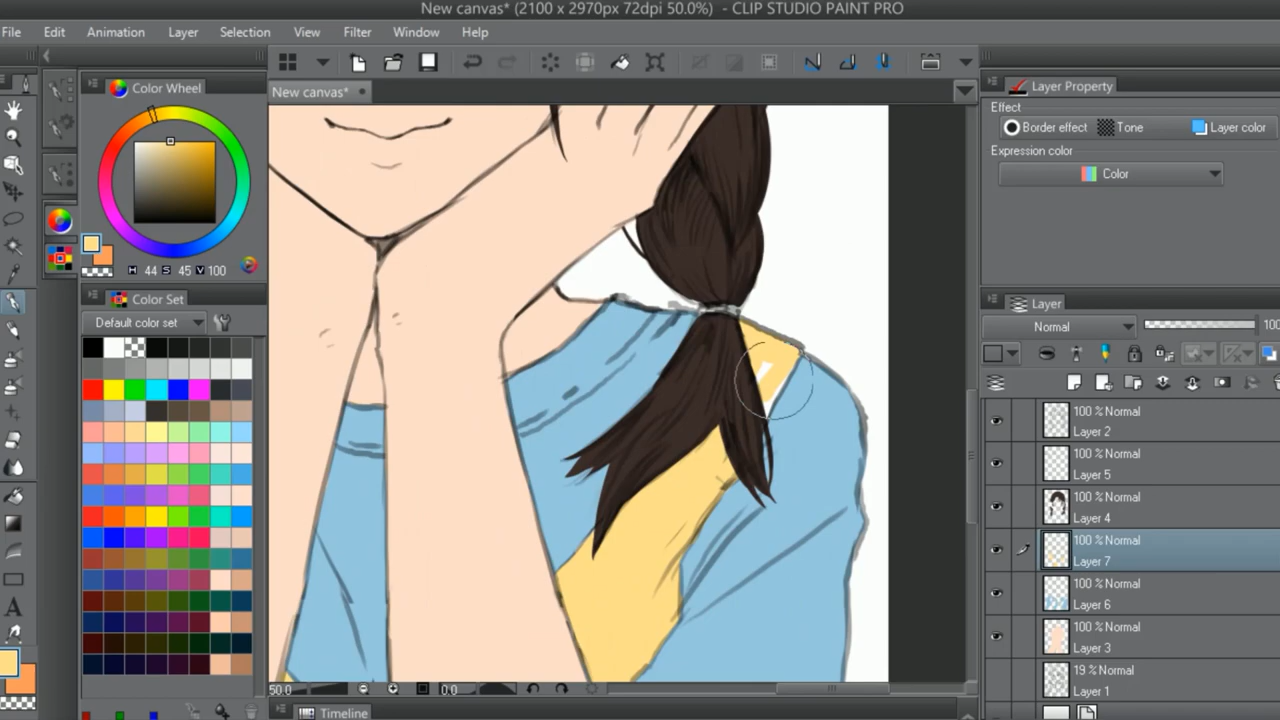 New canvas* (2100 x 2970px 72dpi 50.0%) - CLIP STUDIO PAINT PRO
File Edit Animation Layer Selection View Filter Window Help
New canvas*
Color Wheel
H 44 S 45 V 100
Color Set
Default color set
A
50.0
0.0
Timeline
Layer Property
Effect
Border effect Tone Layer color
Expression color
Color
Layer
Normal 100
100 % Normal
Layer 2
100 % Normal
Layer 5
100 % Normal
Layer 4
100 % Normal
Layer 7
100 % Normal
Layer 6
100 % Normal
Layer 3
19 % Normal
Layer 1